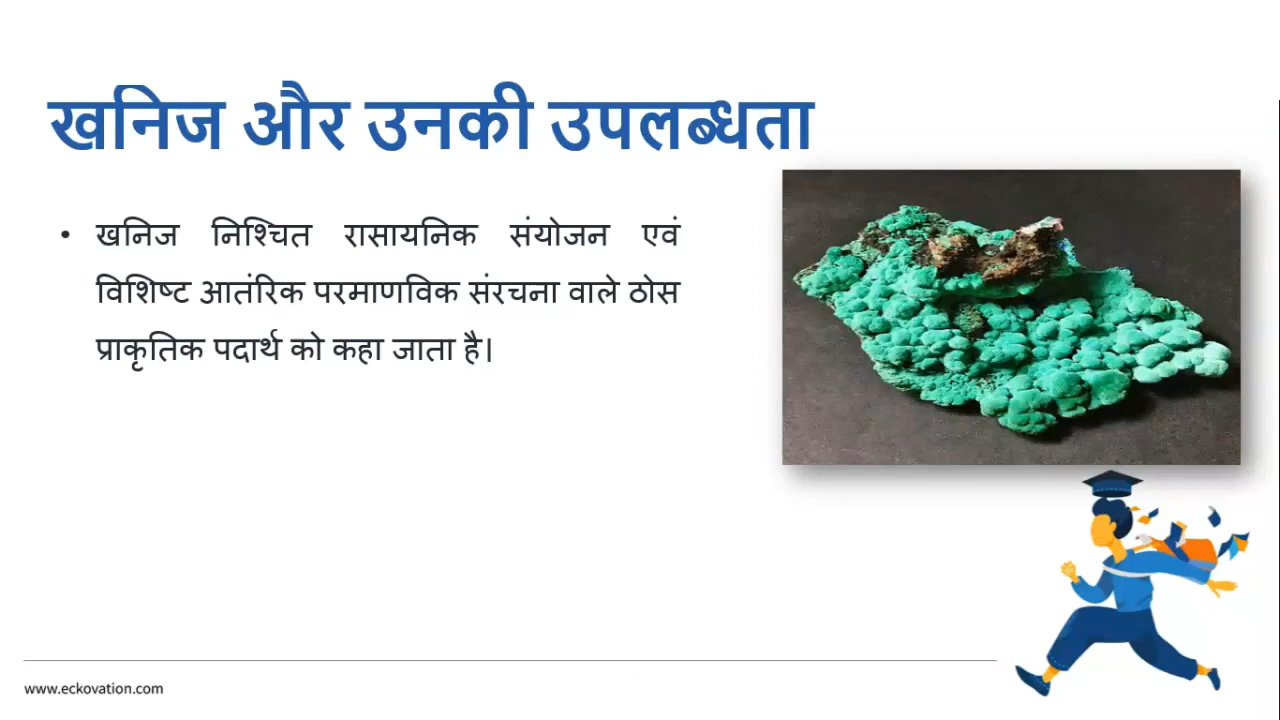 खनिज और उनकी उपलब्धता
• खनिज निश्चित रासायनिक संयोजन एवं
विशिष्ट आतंरिक परमाणविक संरचना वाले ठोस
प्राकृतिक पदार्थ को कहा जाता है।
www.eckovation.com